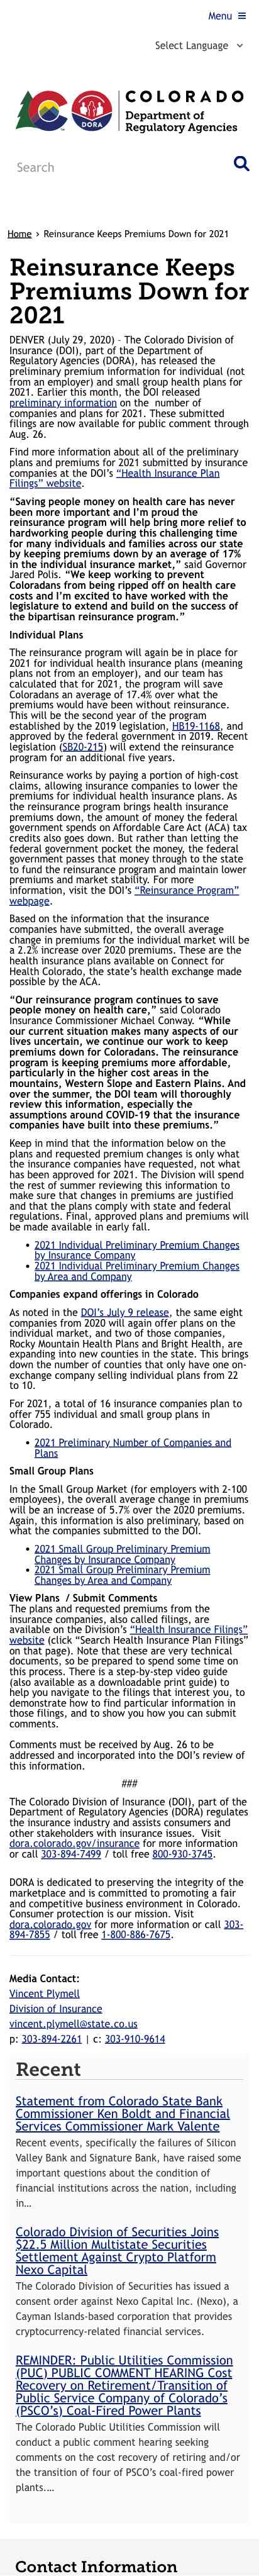 Menu ≡
Select Language
COLORADO
Department of
Regulatory Agencies
DORA
Search
Home > Reinsurance Keeps Premiums Down for 2021
Reinsurance Keeps
Premiums Down for
2021
DENVER (July 29, 2020) – The Colorado Division of
Insurance (DOI), part of the Department of
Regulatory Agencies (DORA), has released the
preliminary premium information for individual (not
from an employer) and small group health plans for
2021. Earlier this month, the DOI released
preliminary information on the  number of
companies and plans for 2021. These submitted
filings are now available for public comment through
Aug. 26.
Find more information about all of the preliminary
plans and premiums for 2021 submitted by insurance
companies at the DOI’s “Health Insurance Plan
Filings” website.
“Saving people money on health care has never
been more important and I’m proud the
reinsurance program will help bring more relief to
hardworking people during this challenging time
for many individuals and families across our state
by keeping premiums down by an average of 17%
in the individual insurance market,” said Governor
Jared Polis. “We keep working to prevent
Coloradans from being ripped off on health care
costs and I’m excited to have worked with the
legislature to extend and build on the success of
the bipartisan reinsurance program.”
Individual Plans
The reinsurance program will again be in place for
2021 for individual health insurance plans (meaning
plans not from an employer), and our team has
calculated that for 2021, the program will save
Coloradans an average of 17.4% over what the
premiums would have been without reinsurance.
This will be the second year of the program
established by the 2019 legislation, HB19-1168, and
approved by the federal government in 2019. Recent
legislation (SB20-215) will extend the reinsurance
program for an additional five years.
Reinsurance works by paying a portion of high-cost
claims, allowing insurance companies to lower the
premiums for individual health insurance plans. As
the reinsurance program brings health insurance
premiums down, the amount of money the federal
government spends on Affordable Care Act (ACA) tax
credits also goes down. But rather than letting the
federal government pocket the money, the federal
government passes that money through to our state
to fund the reinsurance program and maintain lower
premiums and market stability. For more
information, visit the DOI’s “Reinsurance Program”
webpage.
Based on the information that the insurance
companies have submitted, the overall average
change in premiums for the individual market will be
a 2.2% increase over 2020 premiums. These are the
health insurance plans available on Connect for
Health Colorado, the state’s health exchange made
possible by the ACA.
“Our reinsurance program continues to save
people money on health care,” said Colorado
Insurance Commissioner Michael Conway. “While
our current situation makes many aspects of our
lives uncertain, we continue our work to keep
premiums down for Coloradans. The reinsurance
program is keeping premiums more affordable,
particularly in the higher cost areas in the
mountains, Western Slope and Eastern Plains. And
over the summer, the DOI team will thoroughly
review this information, especially the
assumptions around COVID-19 that the insurance
companies have built into these premiums.”
Keep in mind that the information below on the
plans and premium changes requested is only what
the insurance companies have requested, not what
has been approved for 2021. The Division will spend
the rest of summer reviewing this information to
make sure that changes in premiums are justified
and that the plans comply with state and federal
regulations. Final, approved plans and premiums will
be made available in early fall.
• 2021 Individual Preliminary Premium Changes
by Insurance Company
• 2021 Individual Preliminary Premium Changes
by Area and Company
Companies expand offerings in Colorado
As noted in the DOI’s July 9 release, the same eight
companies from 2020 will again offer plans on the
individual market, and two of those companies,
Rocky Mountain Health Plans and Bright Health, are
expanding into new counties in the state. This brings
down the number of counties that only have one on-
exchange company selling individual plans from 22
to 10.
For 2021, a total of 16 insurance companies plan to
offer 755 individual and small group plans in
Colorado.
• 2021 Preliminary Number of Companies and
Plans
Small Group Plans
In the Small Group Market (for employers with 2-100
employees), the overall average change in premiums
will be an increase of 5.7% over the 2020 premiums.
Again, this information is also preliminary, based on
what the companies submitted to the DOI.
• 2021 Small Group Preliminary Premium
Changes by Insurance Company
• 2021 Small Group Preliminary Premium
Changes by Area and Company
View Plans  / Submit Comments
The plans and requested premiums from the
insurance companies, also called filings, are
available on the Division’s “Health Insurance Filings”
website (click “Search Health Insurance Plan Filings”
on that page). Note that these are very technical
documents, so be prepared to spend some time on
this process. There is a step-by-step video guide
(also available as a downloadable print guide) to
help you to navigate to the filings that interest you, to
demonstrate how to find particular information in
those filings, and to show you how you submit your
comments.
Comments must be received by Aug. 26 to be
addressed and incorporated into the DOI’s review of
this information.
###
The Colorado Division of Insurance (DOI), part of the
Department of Regulatory Agencies (DORA) regulates
the insurance industry and assists consumers and
other stakeholders with insurance issues.  Visit
dora.colorado.gov/insurance for more information
or call 303-894-7499 / toll free 800-930-3745.
DORA is dedicated to preserving the integrity of the
marketplace and is committed to promoting a fair
and competitive business environment in Colorado.
Consumer protection is our mission. Visit
dora.colorado.gov for more information or call 303-
894-7855 / toll free 1-800-886-7675.
Media Contact:
Vincent Plymell
Division of Insurance
vincent.plymell@state.co.us
p: 303-894-2261 | c: 303-910-9614
Recent
Statement from Colorado State Bank
Commissioner Ken Boldt and Financial
Services Commissioner Mark Valente
Recent events, specifically the failures of Silicon
Valley Bank and Signature Bank, have raised some
important questions about the condition of
financial institutions across the nation, including
in…
Colorado Division of Securities Joins
$22.5 Million Multistate Securities
Settlement Against Crypto Platform
Nexo Capital
The Colorado Division of Securities has issued a
consent order against Nexo Capital Inc. (Nexo), a
Cayman Islands-based corporation that provides
cryptocurrency-related financial services.
REMINDER: Public Utilities Commission
(PUC) PUBLIC COMMENT HEARING Cost
Recovery on Retirement/Transition of
Public Service Company of Colorado’s
(PSCO’s) Coal-Fired Power Plants
The Colorado Public Utilities Commission will
conduct a public comment hearing seeking
comments on the cost recovery of retiring and/or
the transition of four of PSCO’s coal-fired power
plants.…
Contact Information